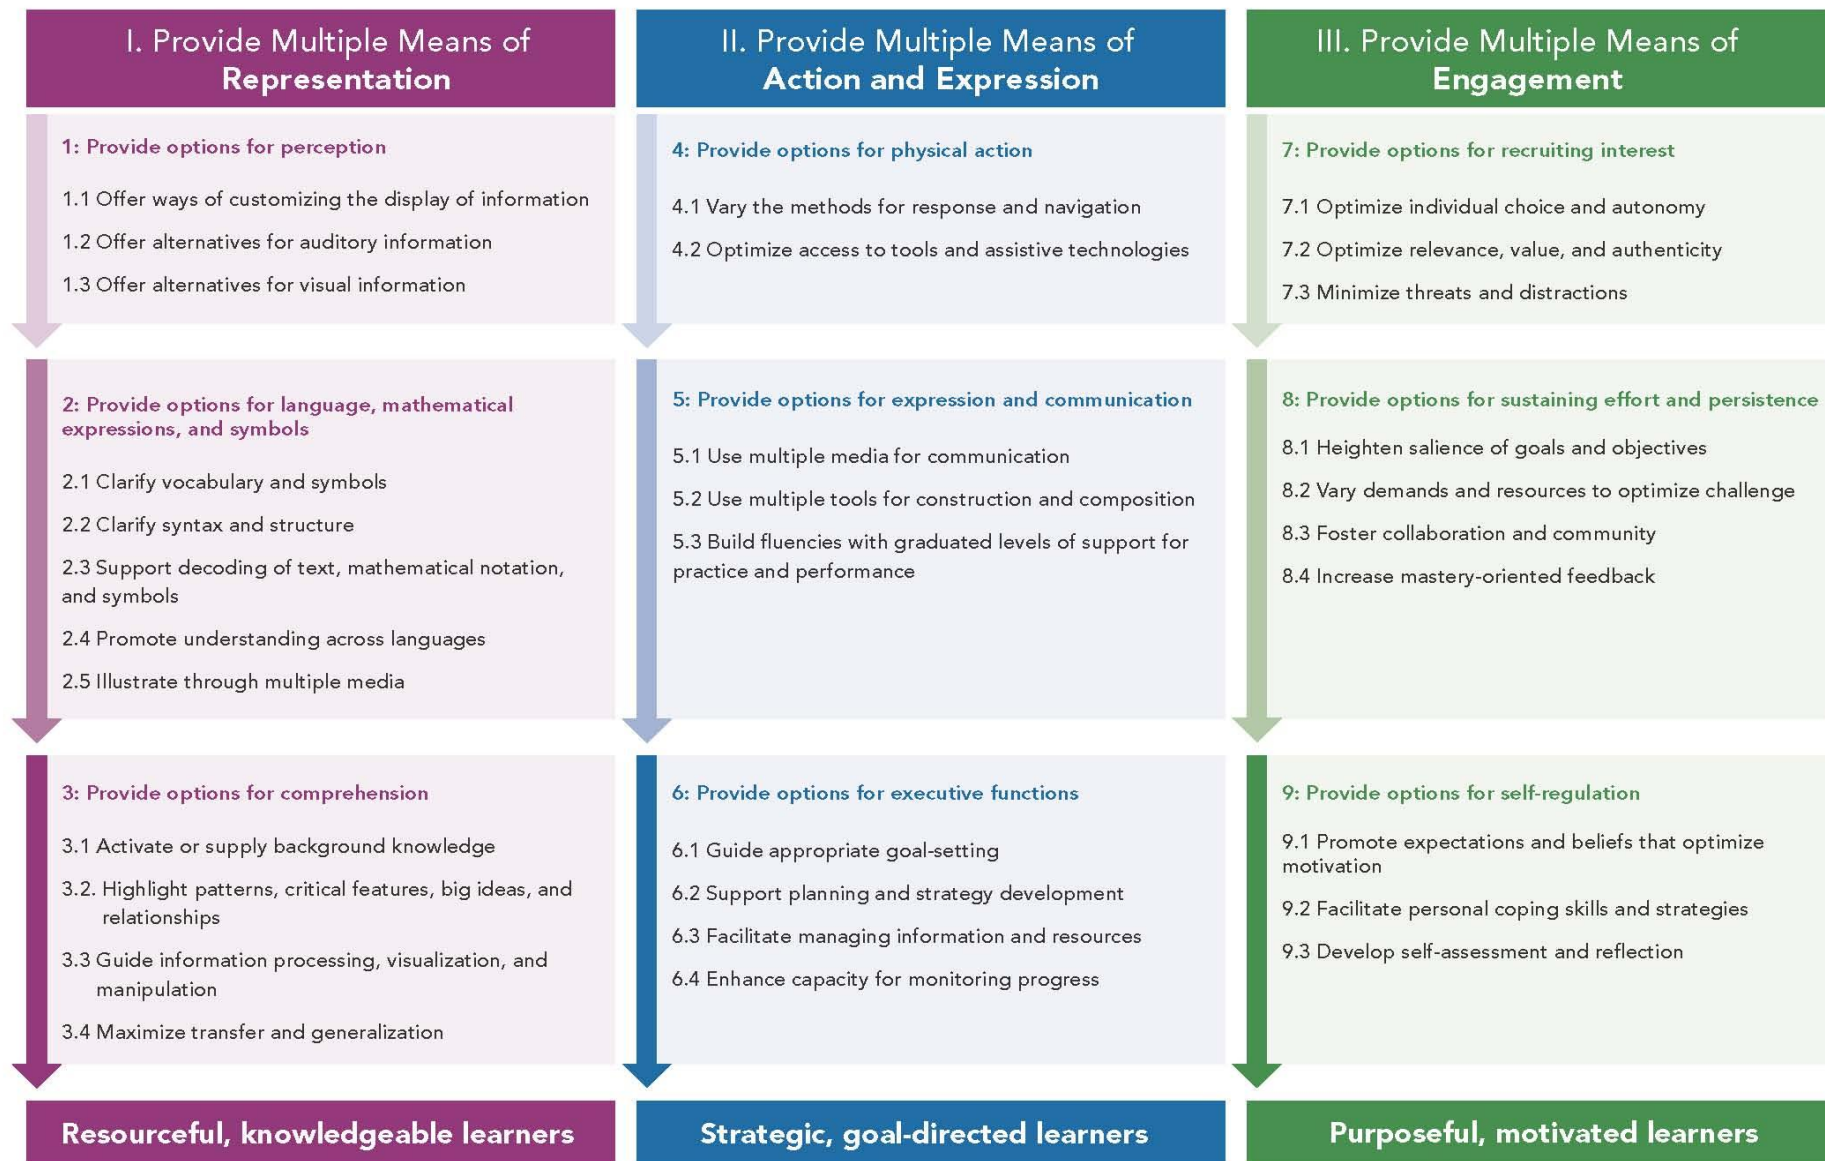 I. Provide Multiple Means of
Representation
1: Provide options for perception
1.1 Offer ways of customizing the display of information
1.2 Offer alternatives for auditory information
1.3 Offer alternatives for visual information
2: Provide options for language, mathematical
expressions, and symbols
2.1 Clarify vocabulary and symbols
2.2 Clarify syntax and structure
2.3 Support decoding of text, mathematical notation,
and symbols
2.4 Promote understanding across languages
2.5 Illustrate through multiple media
3: Provide options for comprehension
3.1 Activate or supply background knowledge
3.2. Highlight patterns, critical features, big ideas, and
relationships
3.3 Guide information processing, visualization, and
manipulation
3.4 Maximize transfer and generalization
Resourceful, knowledgeable learners
II. Provide Multiple Means of
Action and Expression
4: Provide options for physical action
4.1 Vary the methods for response and navigation
4.2 Optimize access to tools and assistive technologies
5: Provide options for expression and communication
5.1 Use multiple media for communication
5.2 Use multiple tools for construction and composition
5.3 Build fluencies with graduated levels of support for
practice and performance
6: Provide options for executive functions
6.1 Guide appropriate goal-setting
6.2 Support planning and strategy development
6.3 Facilitate managing information and resources
6.4 Enhance capacity for monitoring progress
Strategic, goal-directed learners
III. Provide Multiple Means of
Engagement
7: Provide options for recruiting interest
7.1 Optimize individual choice and autonomy
7.2 Optimize relevance, value, and authenticity
7.3 Minimize threats and distractions
8: Provide options for sustaining effort and persistence
8.1 Heighten salience of goals and objectives
8.2 Vary demands and resources to optimize challenge
8.3 Foster collaboration and community
8.4 Increase mastery-oriented feedback
9: Provide options for self-regulation
9.1 Promote expectations and beliefs that optimize
motivation
9.2 Facilitate personal coping skills and strategies
9.3 Develop self-assessment and reflection
Purposeful, motivated learners